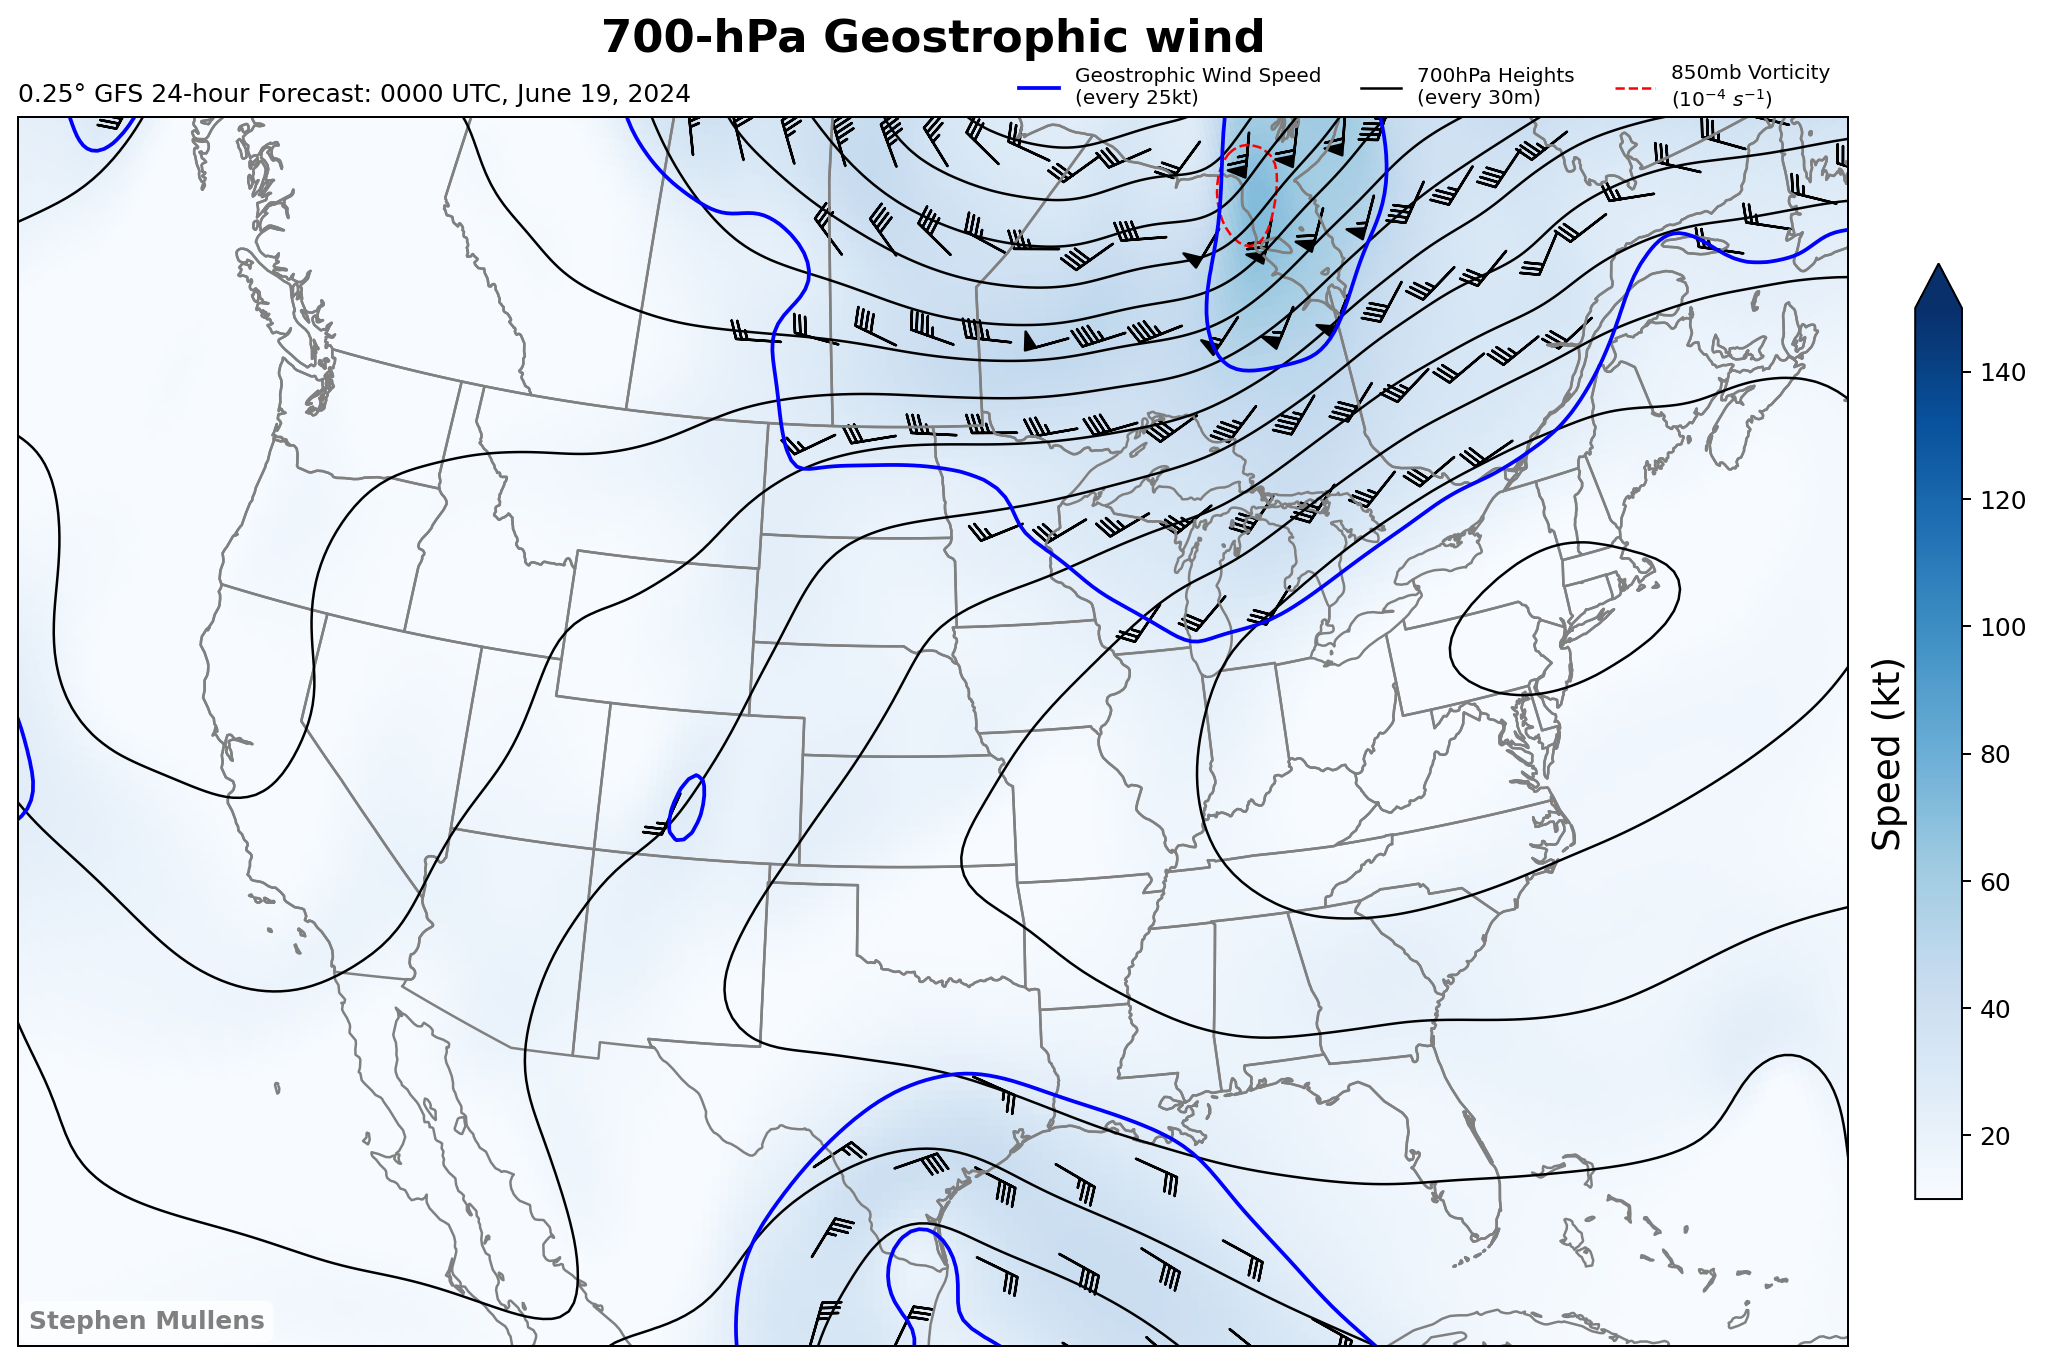 700-hPa Geostrophic wind
0.25° GFS 24-hour Forecast: 0000 UTC, June 19, 2024
Geostrophic Wind Speed
(every 25kt)
700hPa Heights
(every 30m)
850mb Vorticity
(10⁻⁴ s⁻¹)
140
120
100
80
60
40
20
Speed (kt)
Stephen Mullens